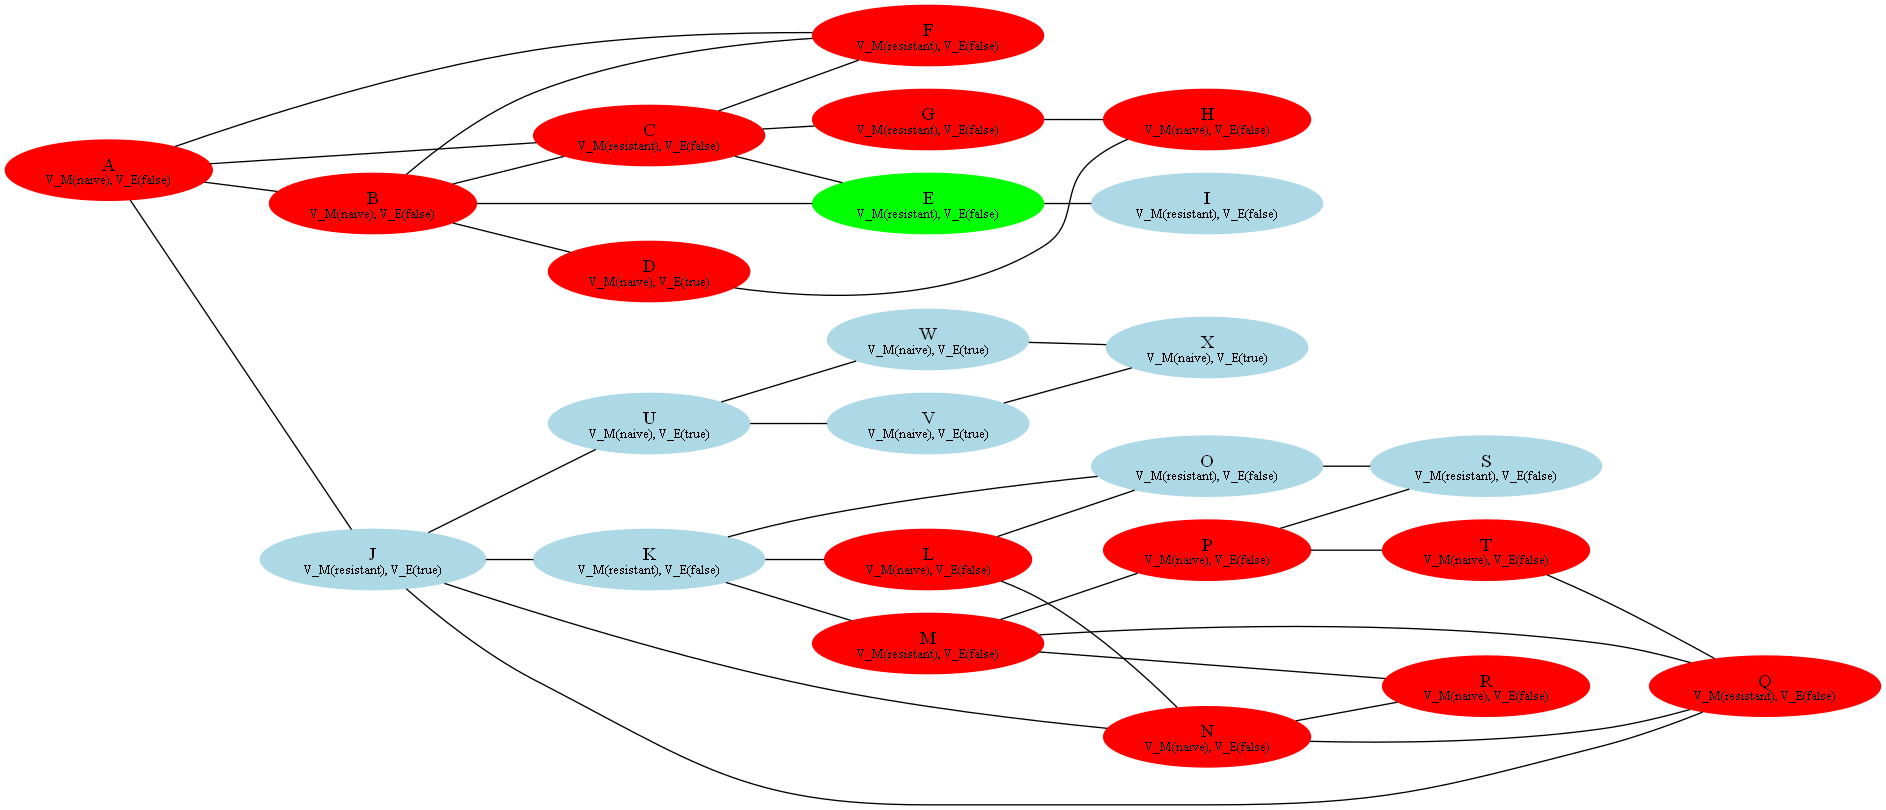 F
V_M(resistant), V_E(false)
C
V_M(resistant), V_E(false)
G
V_M(resistant), V_E(false)
H
V_M(naive), V_E(false)
A
V_M(naive), V_E(false)
B
V_M(naive), V_E(false)
E
V_M(resistant), V_E(false)
I
V_M(resistant), V_E(false)
D
V_M(naive), V_E(true)
W
V_M(naive), V_E(true)
X
V_M(naive), V_E(true)
U
V_M(naive), V_E(true)
V
V_M(naive), V_E(true)
O
V_M(resistant), V_E(false)
S
V_M(resistant), V_E(false)
J
V_M(resistant), V_E(true)
K
V_M(resistant), V_E(false)
L
V_M(naive), V_E(false)
P
V_M(naive), V_E(false)
T
V_M(naive), V_E(false)
M
V_M(resistant), V_E(false)
R
V_M(naive), V_E(false)
Q
V_M(resistant), V_E(false)
N
V_M(naive), V_E(false)